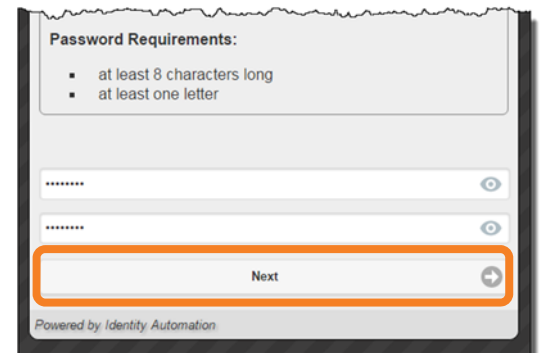 Password Requirements:
▪ at least 8 characters long
▪ at least one letter
••••••••
••••••••
Next
Powered by Identity Automation